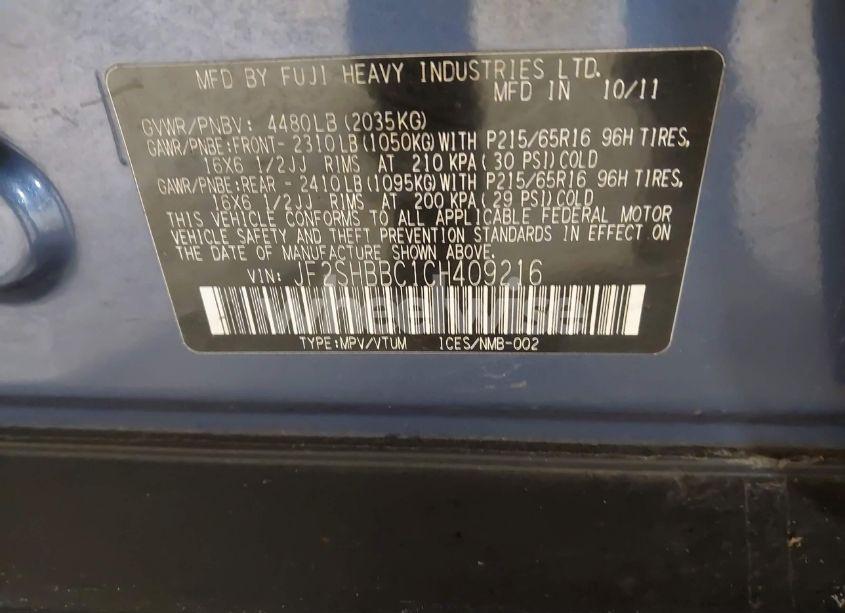 MFD BY FUJI HEAVY INDUSTRIES LTD.
MFD IN 10/11
GVWR/PNBV: 4480LB (2035KG)
GAWR/PNBE:FRONT- 2310LB (1050KG) WITH P215/65R16 96H TIRES,
16X6 1/2JJ RIMS AT 210 KPA( 30 PSI) COLD
GAWR/PNBE:REAR - 2410LB (1095KG) WITH P215/65R16 96H TIRES,
16X6 1/2JJ RIMS AT 200 KPA( 29 PSI) COLD
THIS VEHICLE CONFORMS TO ALL APPLICABLE FEDERAL MOTOR
VEHICLE SAFETY AND THEFT PREVENTION STANDARDS IN EFFECT ON
THE DATE OF MANUFACTURE SHOWN ABOVE.
VIN: JF2SHBBC1CH409216
TYPE:MPV/VTUM 1CES/NMB-002